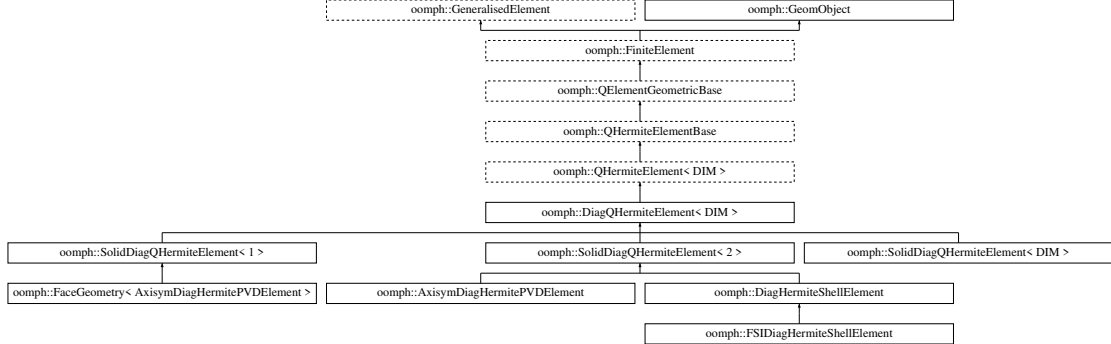 oomph::GeneralisedElement
oomph::GeomObject
oomph::FiniteElement
oomph::QElementGeometricBase
oomph::QHermiteElementBase
oomph::QHermiteElement< DIM >
oomph::DiagQHermiteElement< DIM >
oomph::SolidDiagQHermiteElement< 1 >
oomph::SolidDiagQHermiteElement< 2 >
oomph::SolidDiagQHermiteElement< DIM >
oomph::FaceGeometry< AxisymDiagHermitePVDElement >
oomph::AxisymDiagHermitePVDElement
oomph::DiagHermiteShellElement
oomph::FSIDiagHermiteShellElement